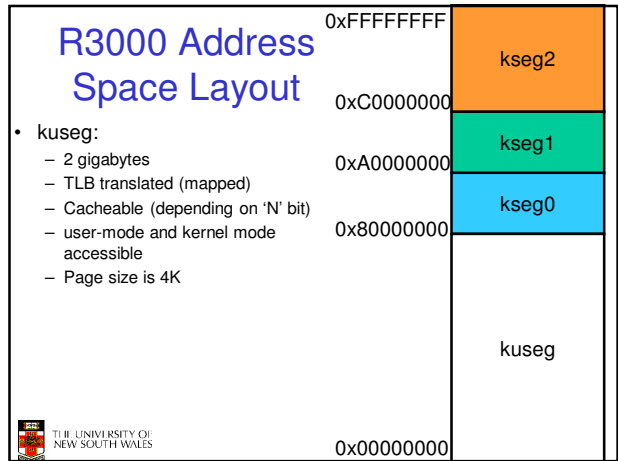 R3000 Address
Space Layout
• kuseg:
– 2 gigabytes
– TLB translated (mapped)
– Cacheable (depending on ‘N’ bit)
– user-mode and kernel mode
accessible
– Page size is 4K
0xFFFFFFFF
kseg2
0xC0000000
kseg1
0xA0000000
kseg0
0x80000000
kuseg
0x00000000
THE UNIVERSITY OF
NEW SOUTH WALES